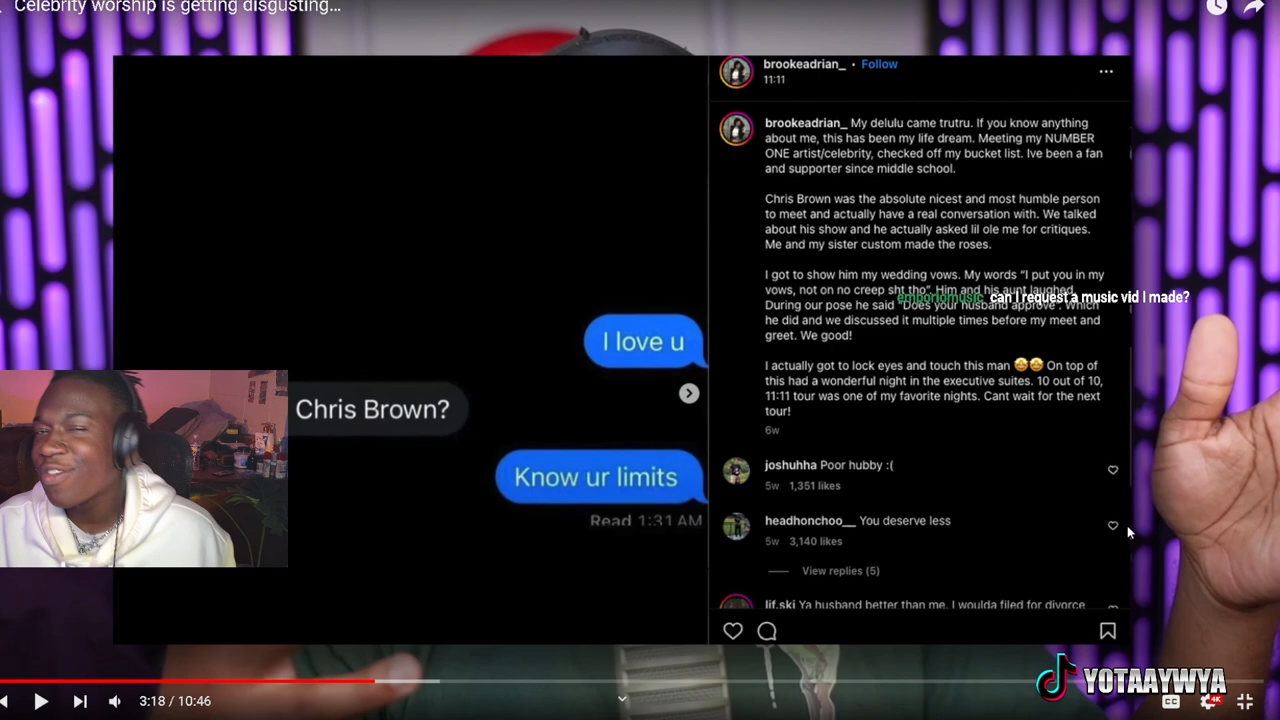 Celebrity worship is getting disgusting...
I love u
Chris Brown?
Know ur limits
Read 1:31 AM
brookeadrian_ · Follow
11:11
brookeadrian_ My delulu came trutru. If you know anything
about me, this has been my life dream. Meeting my NUMBER
ONE artist/celebrity, checked off my bucket list. Ive been a fan
and supporter since middle school.
Chris Brown was the absolute nicest and most humble person
to meet and actually have a real conversation with. We talked
about his show and he actually asked lil ole me for critiques.
Me and my sister custom made the roses.
I got to show him my wedding vows. My words "I put you in my
vows, not on no creep sht tho". Him and his aunt laughed.
emporiomusic can I request a music vid I made?
During our pose he said "Does your husband approve". Which
he did and we discussed it multiple times before my meet and
greet. We good!
I actually got to lock eyes and touch this man 🤩🤩 On top of
this had a wonderful night in the executive suites. 10 out of 10,
11:11 tour was one of my favorite nights. Cant wait for the next
tour!
6w
joshuhha Poor hubby :(
5w 1,351 likes
headhonchoo__ You deserve less
5w 3,140 likes
View replies (5)
lif.ski Ya husband better than me, I woulda filed for divorce
3:18 / 10:46
YOTAAYWYA
CC
4K